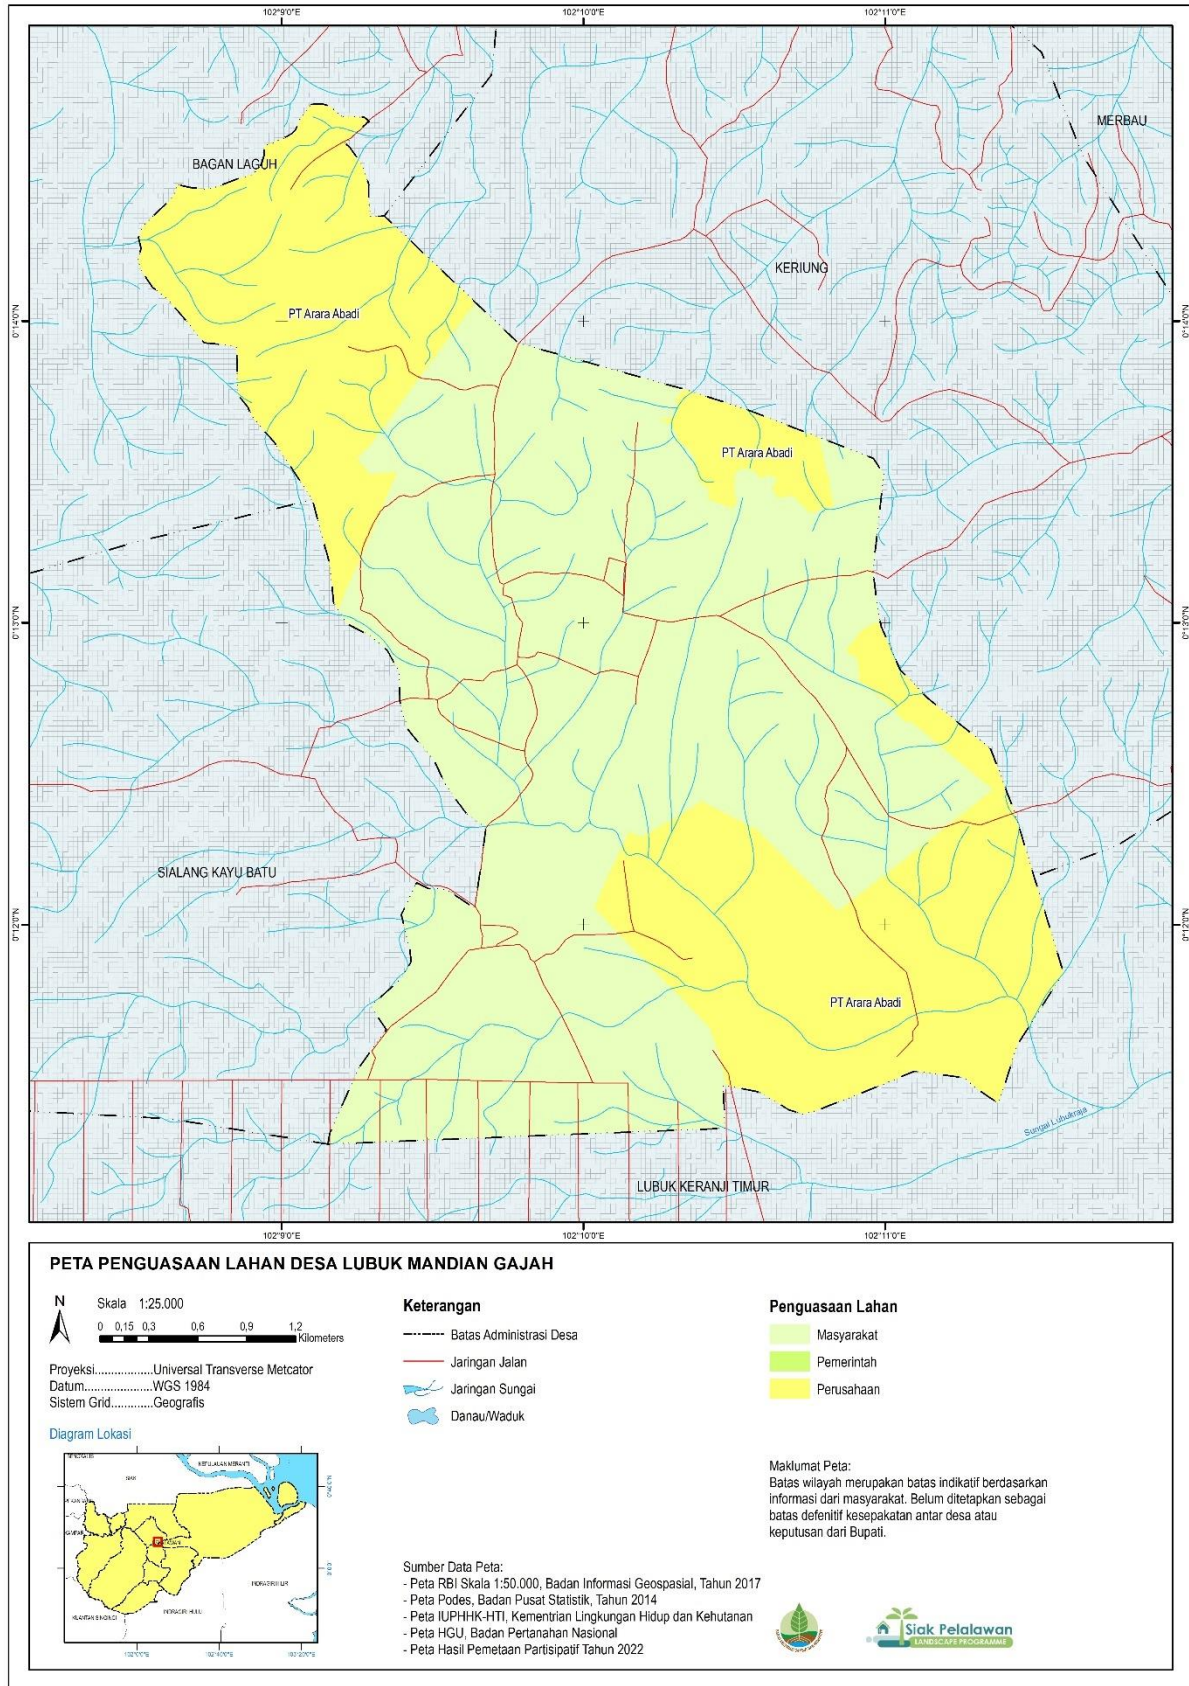 102°9'0"E
102°10'0"E
102°11'0"E
MERBAU
BAGAN LAGUH
KERIUNG
0°14'0"N
0°14'0"N
PT Arara Abadi
PT Arara Abadi
0°13'0"N
0°13'0"N
SIALANG KAYU BATU
0°12'0"N
0°12'0"N
PT Arara Abadi
Sungai Lubukraja
LUBUK KERANJI TIMUR
102°9'0"E
102°10'0"E
102°11'0"E
PETA PENGUASAAN LAHAN DESA LUBUK MANDIAN GAJAH
N
Skala 1:25.000
0 0,15 0,3 0,6 0,9 1,2
Kilometers
Proyeksi...............Universal Transverse Metcator
Datum....................WGS 1984
Sistem Grid............Geografis
Diagram Lokasi
SIAK
KEPULAUAN MERANTI
INDRAGIRI HILIR
INDRAGIRI HULU
Keterangan
Batas Administrasi Desa
Jaringan Jalan
Jaringan Sungai
Danau/Waduk
Penguasaan Lahan
Masyarakat
Pemerintah
Perusahaan
Maklumat Peta:
Batas wilayah merupakan batas indikatif berdasarkan
informasi dari masyarakat. Belum ditetapkan sebagai
batas defenitif kesepakatan antar desa atau
keputusan dari Bupati.
Sumber Data Peta:
- Peta RBI Skala 1:50.000, Badan Informasi Geospasial, Tahun 2017
- Peta Podes, Badan Pusat Statistik, Tahun 2014
- Peta IUPHHK-HTI, Kementrian Lingkungan Hidup dan Kehutanan
- Peta HGU, Badan Pertanahan Nasional
- Peta Hasil Pemetaan Partisipatif Tahun 2022
Siak Pelalawan
LANDSCAPE PROGRAMME